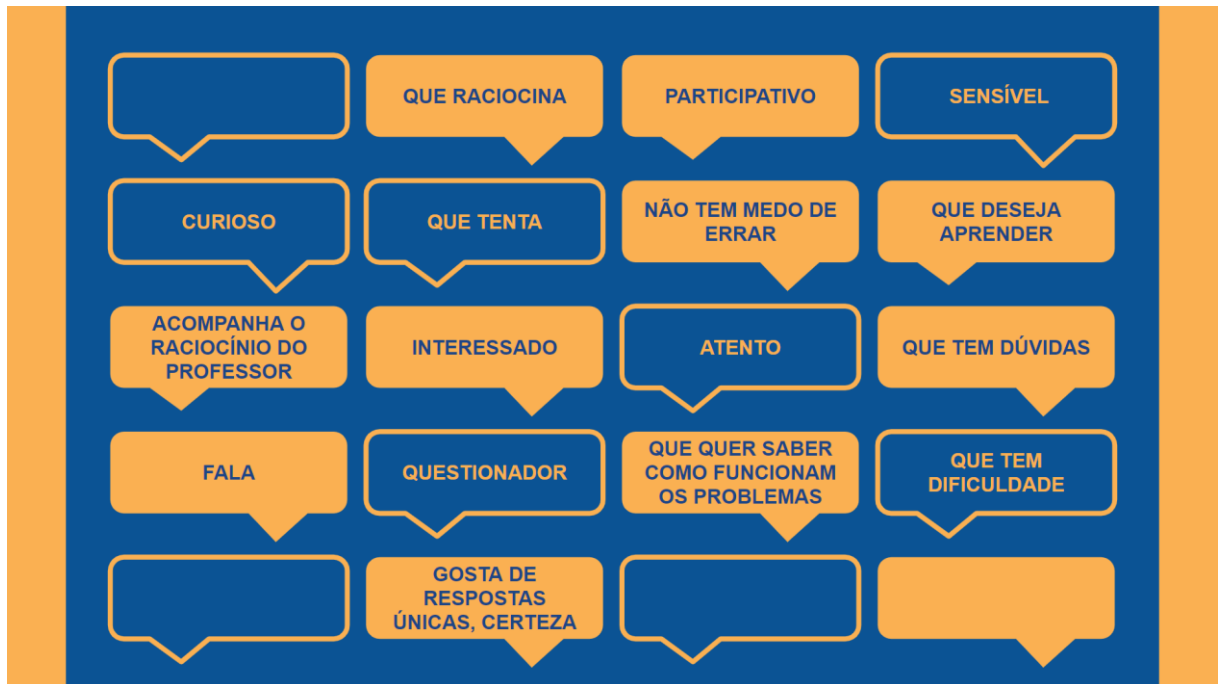 QUE RACIOCINA
PARTICIPATIVO
SENSÍVEL
CURIOSO
QUE TENTA
NÃO TEM MEDO DE
ERRAR
QUE DESEJA
APRENDER
ACOMPANHA O
RACIOCÍNIO DO
PROFESSOR
INTERESSADO
ATENTO
QUE TEM DÚVIDAS
FALA
QUESTIONADOR
QUE QUER SABER
COMO FUNCIONAM
OS PROBLEMAS
QUE TEM
DIFICULDADE
GOSTA DE
RESPOSTAS
ÚNICAS, CERTEZA